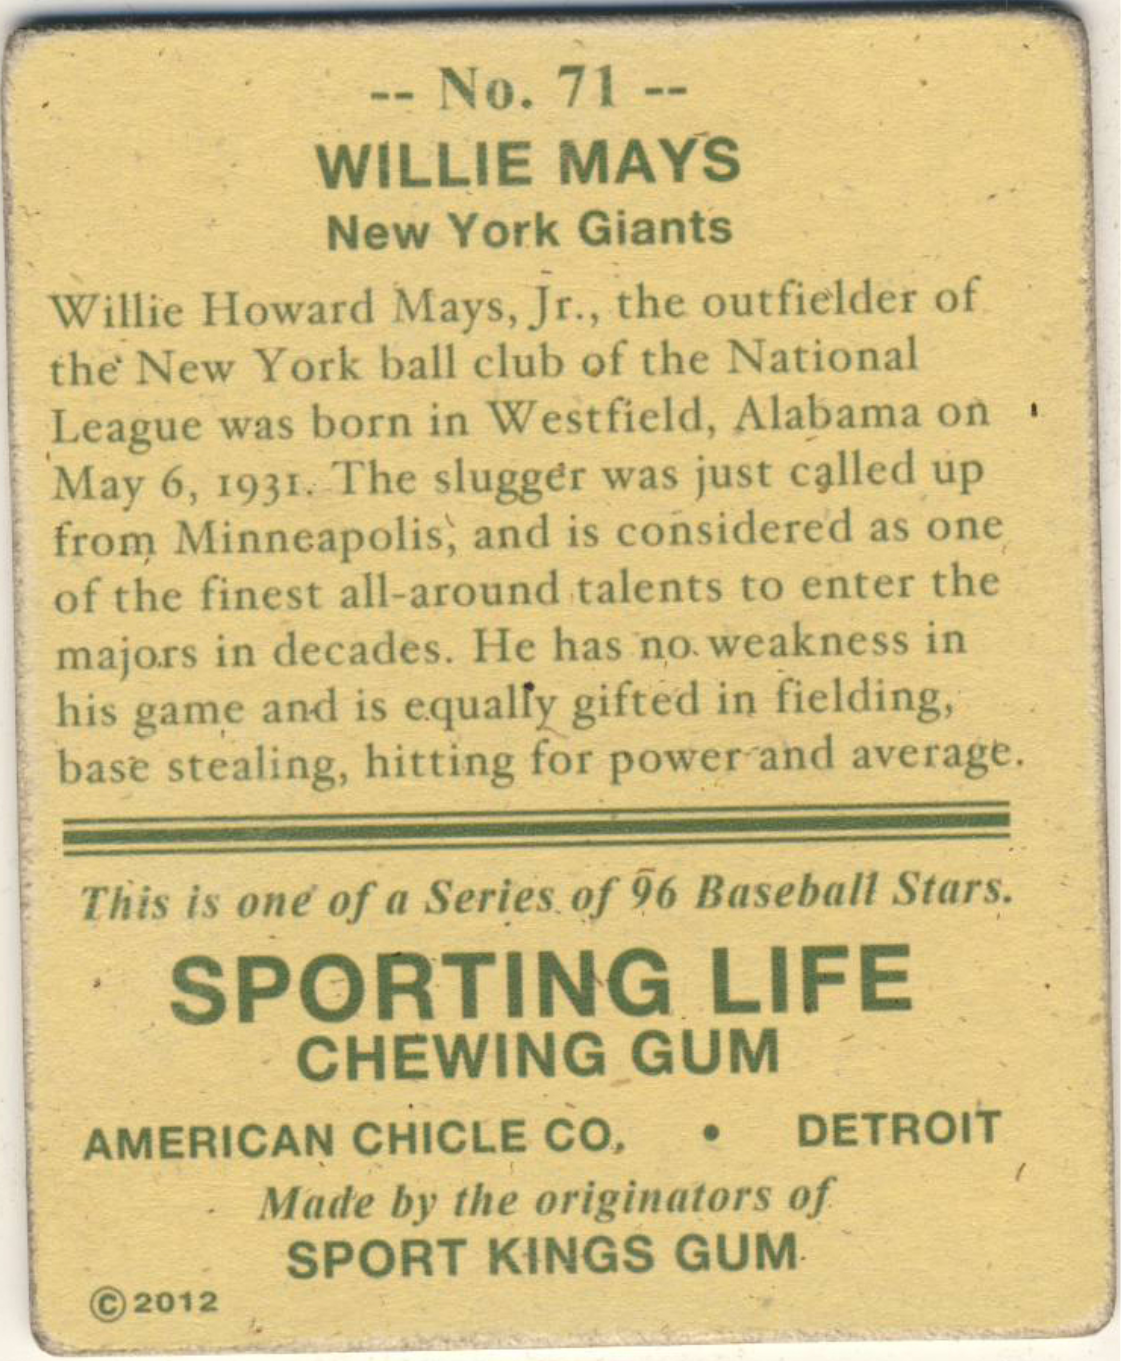 -- No. 71 --
WILLIE MAYS
New York Giants
Willie Howard Mays, Jr., the outfielder of
the New York ball club of the National
League was born in Westfield, Alabama on
May 6, 1931. The slugger was just called up
from Minneapolis, and is considered as one
of the finest all-around talents to enter the
majors in decades. He has no weakness in
his game and is equally gifted in fielding,
base stealing, hitting for power and average.
This is one of a Series of 96 Baseball Stars.
SPORTING LIFE
CHEWING GUM
AMERICAN CHICLE CO. • DETROIT
Made by the originators of
SPORT KINGS GUM
©2012